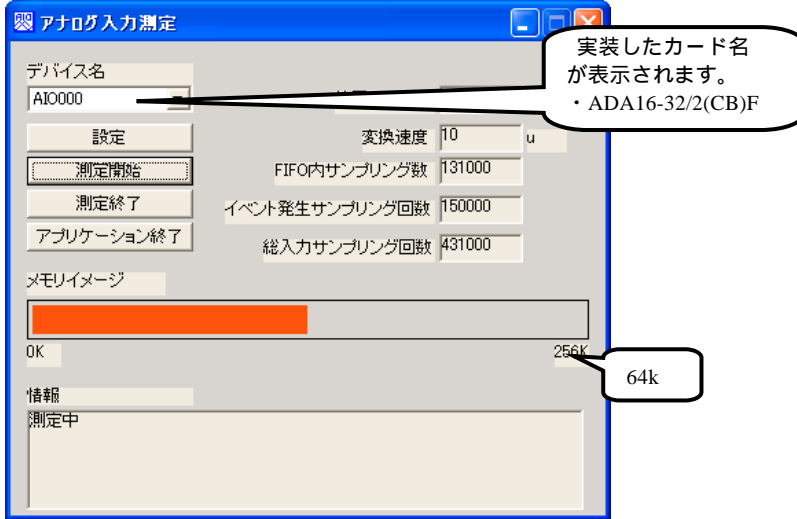 アナログ入力測定
実装したカード名
が表示されます。
・ADA16-32/2(CB)F
デバイス名
AIO000
設定
変換速度 10 u
測定開始
FIFO内サンプリング数 131000
測定終了
イベント発生サンプリング回数 150000
アプリケーション終了
総入力サンプリング回数 431000
メモリイメージ
0K
256K
64k
情報
測定中